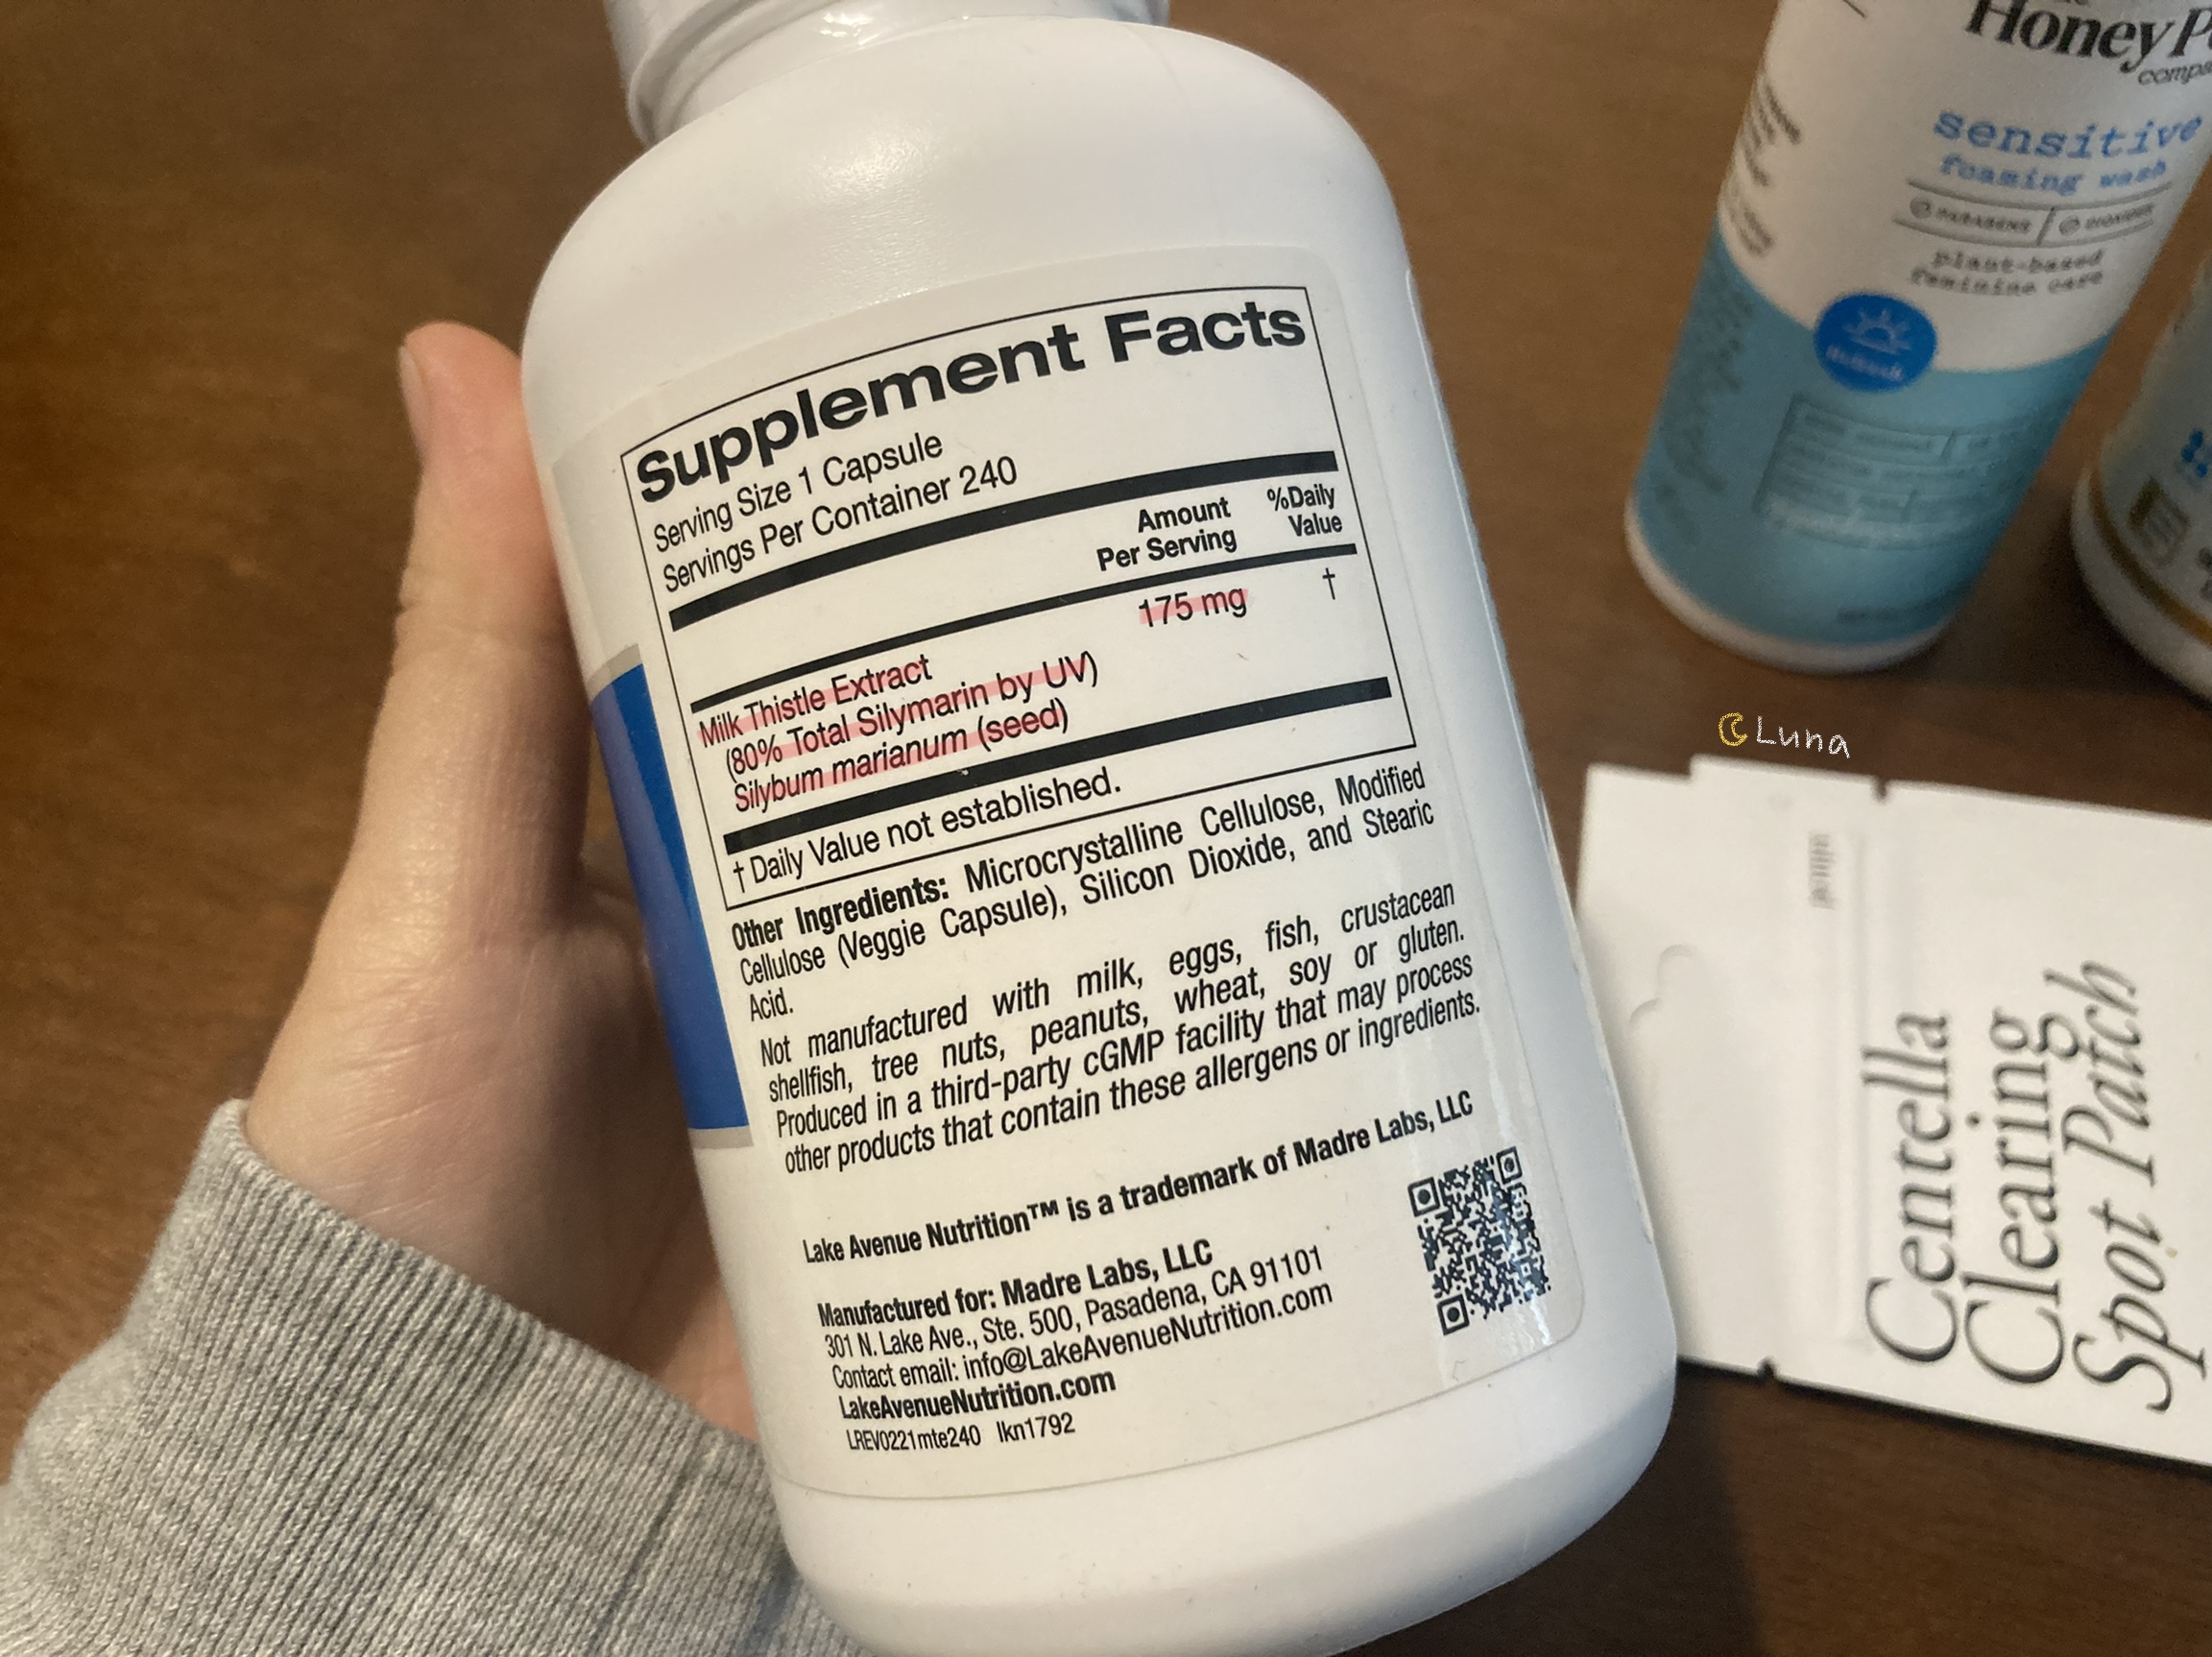 Supplement Facts
Serving Size 1 Capsule
Servings Per Container 240
Amount
Per Serving
%Daily
Value
175 mg
†
Milk Thistle Extract
(80% Total Silymarin by UV)
Silybum marianum (seed)
† Daily Value not established.
Other Ingredients: Microcrystalline Cellulose, Modified
Cellulose (Veggie Capsule), Silicon Dioxide, and Stearic
Acid.
Not manufactured with milk, eggs, fish, crustacean
shellfish, tree nuts, peanuts, wheat, soy or gluten.
Produced in a third-party cGMP facility that may process
other products that contain these allergens or ingredients.
Lake Avenue Nutrition™ is a trademark of Madre Labs, LLC
Manufactured for: Madre Labs, LLC
301 N. Lake Ave., Ste. 500, Pasadena, CA 91101
Contact email: info@LakeAvenueNutrition.com
LakeAvenueNutrition.com
LREV0221mte240 lkn1792
Honey
sensitive
foaming wash
plant-based
feminine care
Luna
Centella
Clearing
Spot Patch